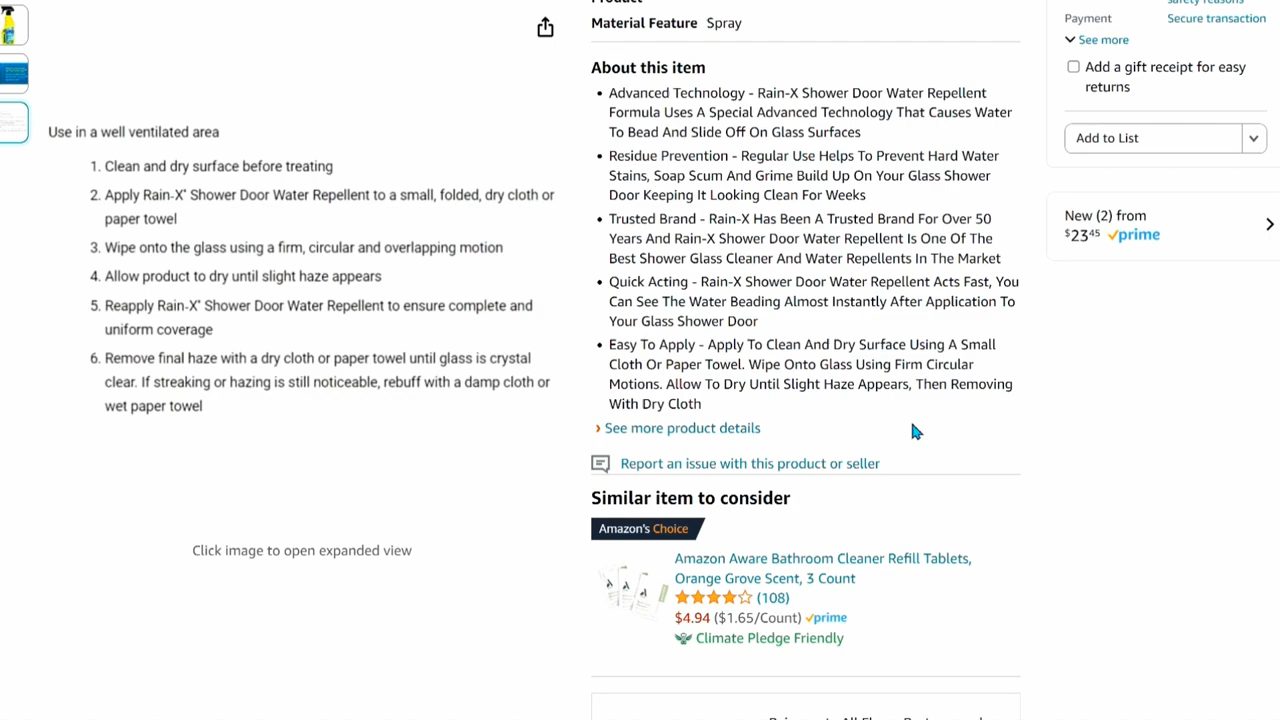 Use in a well ventilated area
1. Clean and dry surface before treating
2. Apply Rain-X® Shower Door Water Repellent to a small, folded, dry cloth or
paper towel
3. Wipe onto the glass using a firm, circular and overlapping motion
4. Allow product to dry until slight haze appears
5. Reapply Rain-X® Shower Door Water Repellent to ensure complete and
uniform coverage
6. Remove final haze with a dry cloth or paper towel until glass is crystal
clear. If streaking or hazing is still noticeable, rebuff with a damp cloth or
wet paper towel
Click image to open expanded view
Material Feature Spray
About this item
• Advanced Technology - Rain-X Shower Door Water Repellent
Formula Uses A Special Advanced Technology That Causes Water
To Bead And Slide Off On Glass Surfaces
• Residue Prevention - Regular Use Helps To Prevent Hard Water
Stains, Soap Scum And Grime Build Up On Your Glass Shower
Door Keeping It Looking Clean For Weeks
• Trusted Brand - Rain-X Has Been A Trusted Brand For Over 50
Years And Rain-X Shower Door Water Repellent Is One Of The
Best Shower Glass Cleaner And Water Repellents In The Market
• Quick Acting - Rain-X Shower Door Water Repellent Acts Fast, You
Can See The Water Beading Almost Instantly After Application To
Your Glass Shower Door
• Easy To Apply - Apply To Clean And Dry Surface Using A Small
Cloth Or Paper Towel. Wipe Onto Glass Using Firm Circular
Motions. Allow To Dry Until Slight Haze Appears, Then Removing
With Dry Cloth
› See more product details
Report an issue with this product or seller
Similar item to consider
Amazon's Choice
Amazon Aware Bathroom Cleaner Refill Tablets,
Orange Grove Scent, 3 Count
(108)
$4.94 ($1.65/Count) prime
Climate Pledge Friendly
safety reasons
Payment Secure transaction
See more
Add a gift receipt for easy
returns
Add to List
New (2) from
$23⁴⁵ prime